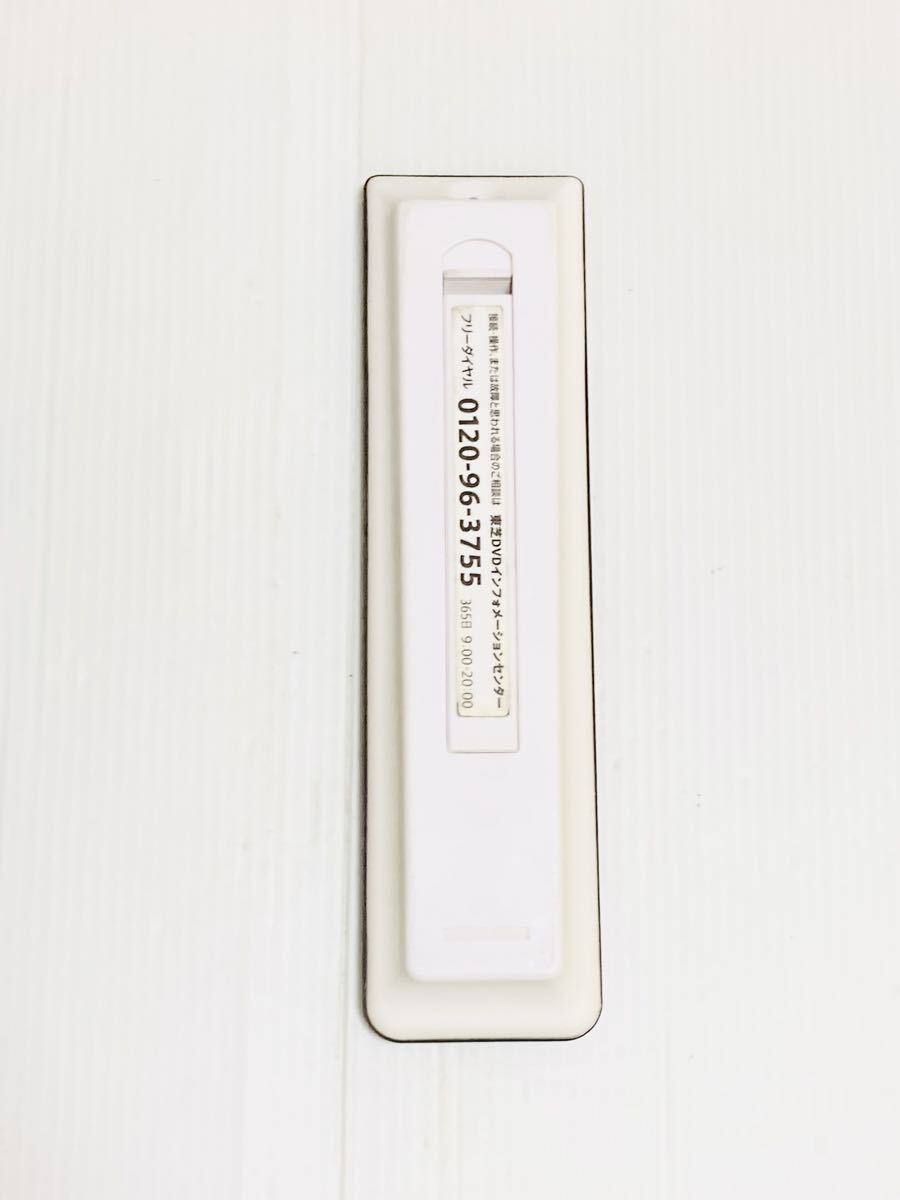 接続・操作、または故障と思われる場合のご相談は 東芝DVDインフォメーションセンター
フリーダイヤル 0120-96-3755 365日 9:00-20:00